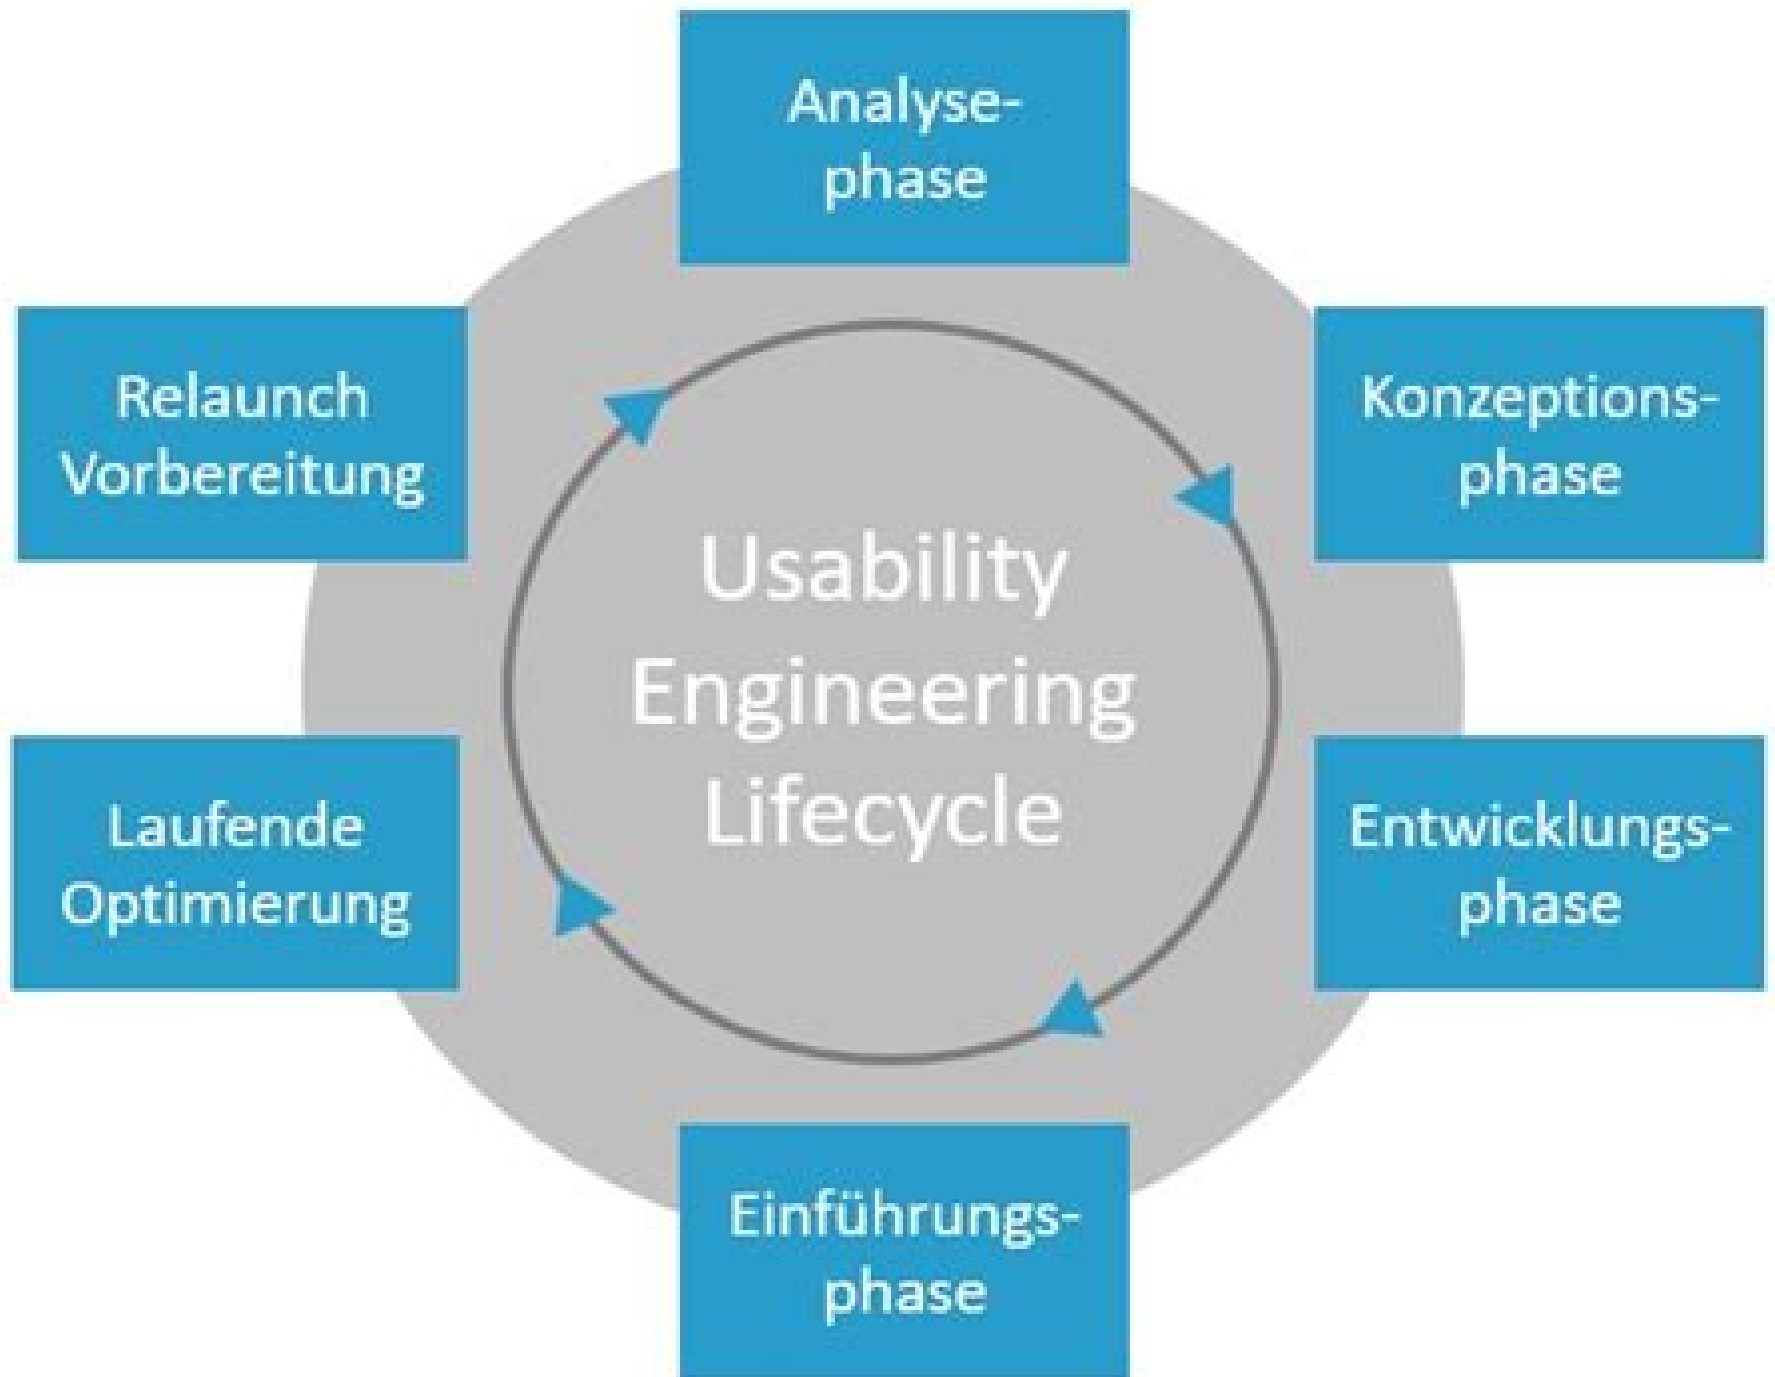 Analyse-
phase
Konzeptions-
phase
Entwicklungs-
phase
Einführungs-
phase
Laufende
Optimierung
Relaunch
Vorbereitung
Usability
Engineering
Lifecycle